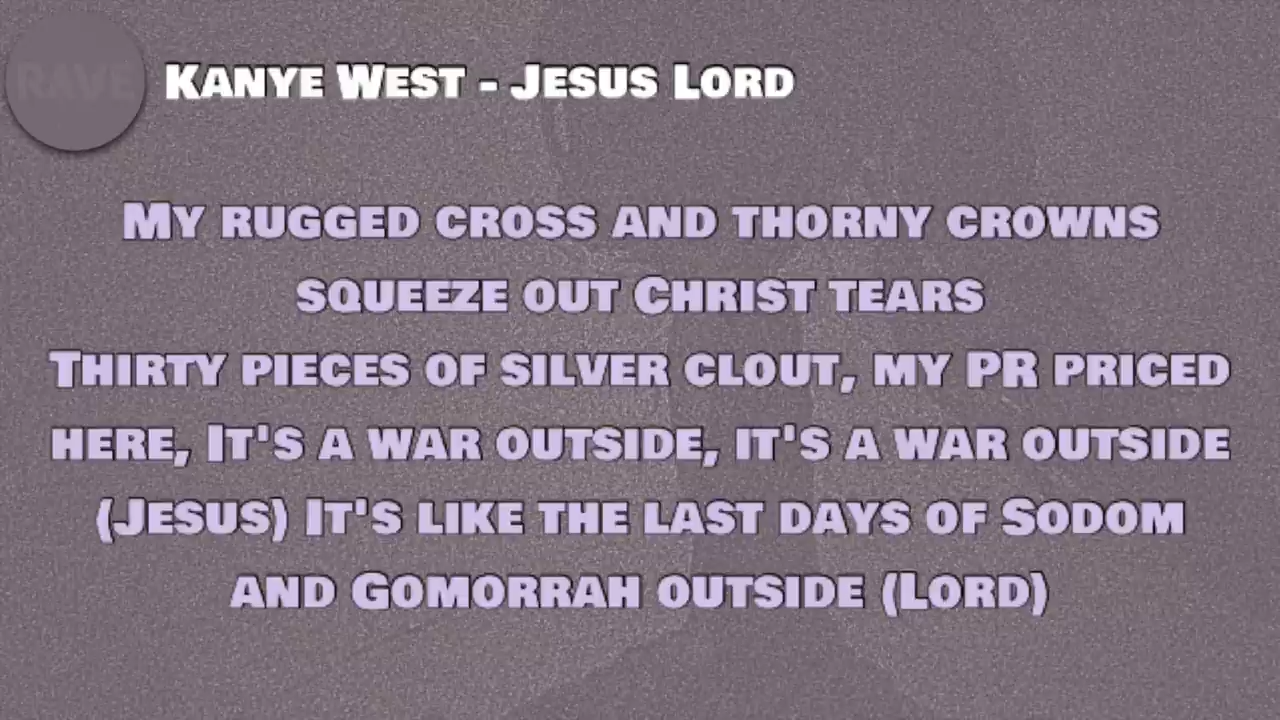 RAVE
Kanye West - Jesus Lord
My rugged cross and thorny crowns
squeeze out Christ tears
Thirty pieces of silver clout, my PR priced
here, It's a war outside, it's a war outside
(Jesus) It's like the last days of Sodom
and Gomorrah outside (Lord)